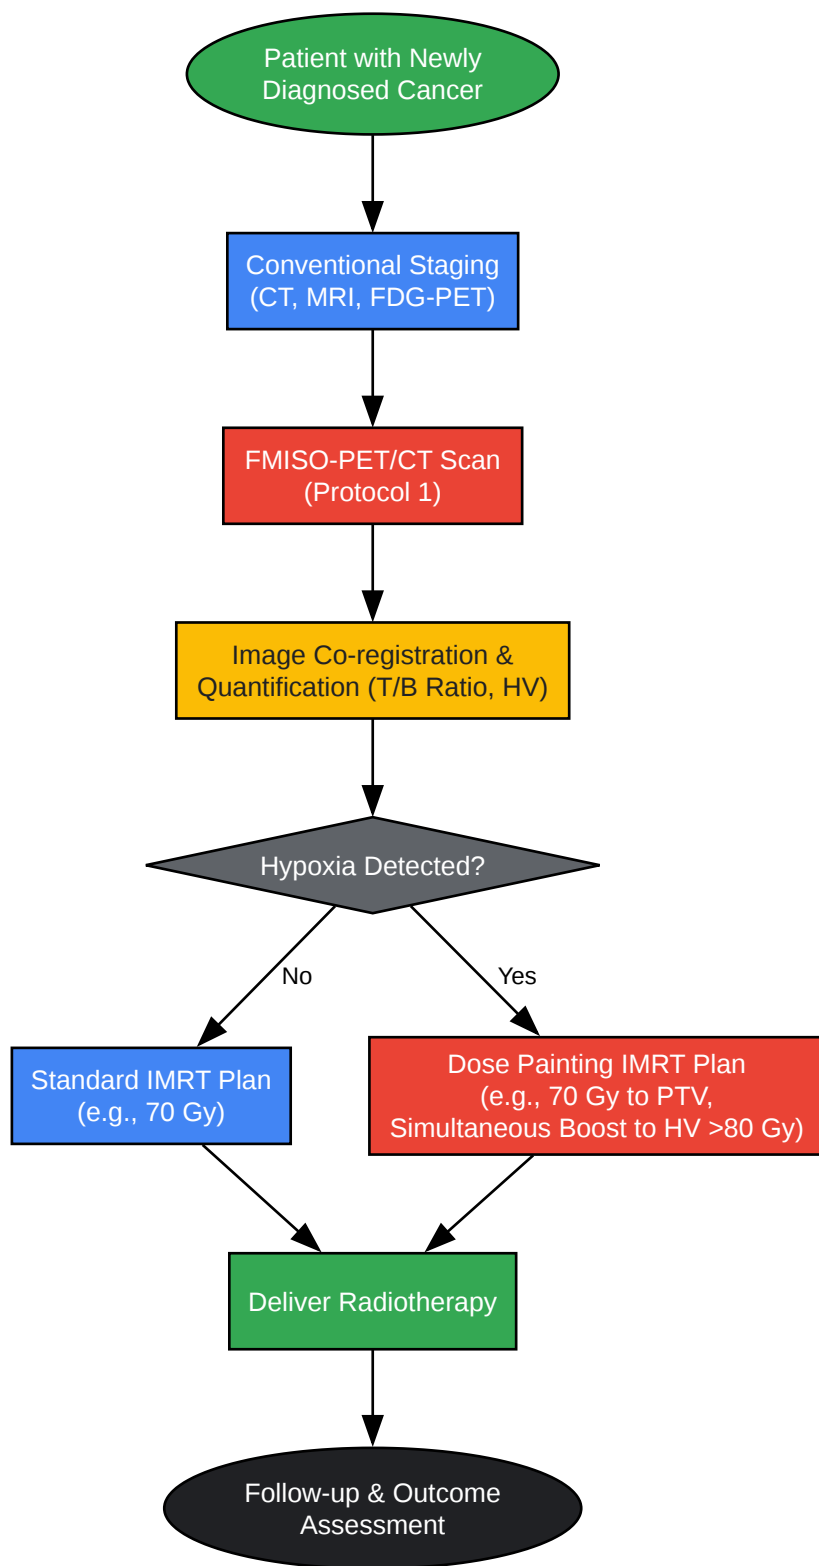 Patient with Newly
Diagnosed Cancer
Conventional Staging
(CT, MRI, FDG-PET)
FMISO-PET/CT Scan
(Protocol 1)
Image Co-registration &
Quantification (T/B Ratio, HV)
Hypoxia Detected?
No
Yes
Standard IMRT Plan
(e.g., 70 Gy)
Dose Painting IMRT Plan
(e.g., 70 Gy to PTV,
Simultaneous Boost to HV >80 Gy)
Deliver Radiotherapy
Follow-up & Outcome
Assessment